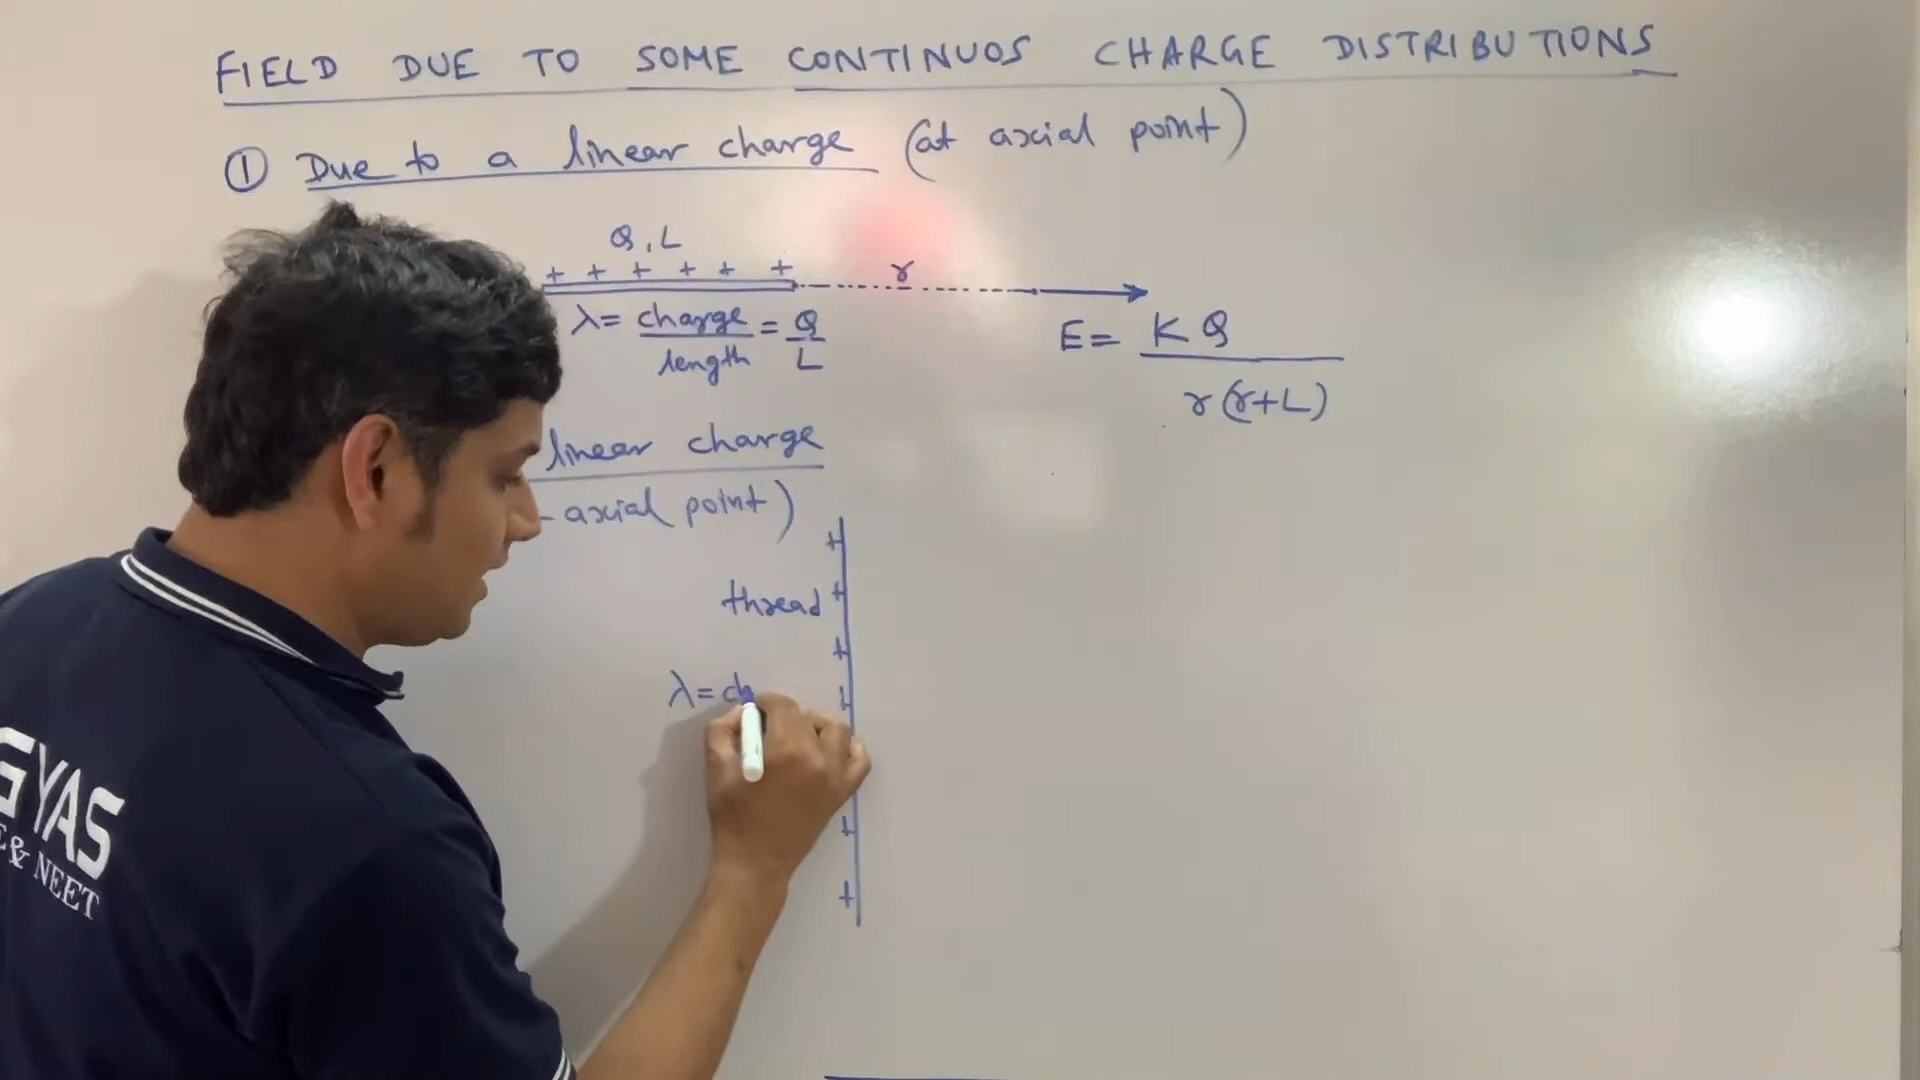 FIELD DUE TO SOME CONTINUOS CHARGE DISTRIBUTIONS
① Due to a linear charge (at axial point)
Q, L
+ + + + + +
r
λ = charge/length = Q/L
E = KQ/r(r+L)
linear charge
- axial point)
thread
λ = ch
+
+
+
+
+
+
GYAS
E & NEET